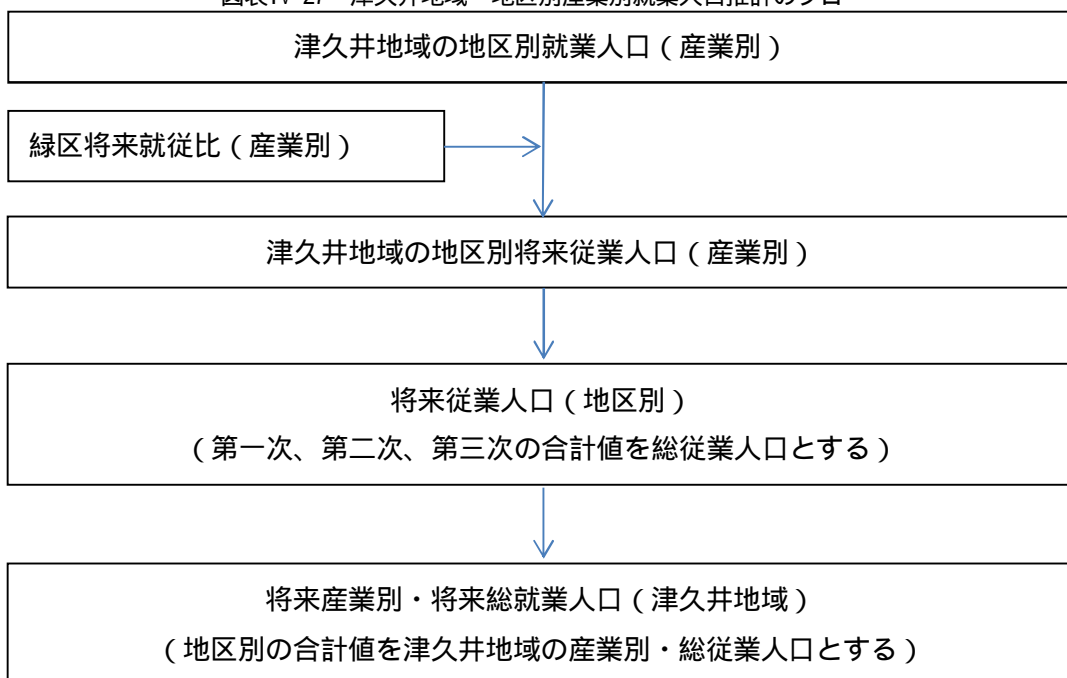 津久井地域の地区別就業人口（産業別）
緑区将来就従比（産業別）
津久井地域の地区別将来従業人口（産業別）
将来従業人口（地区別）
（第一次、第二次、第三次の合計値を総従業人口とする）
将来産業別・将来総就業人口（津久井地域）
（地区別の合計値を津久井地域の産業別・総従業人口とする）